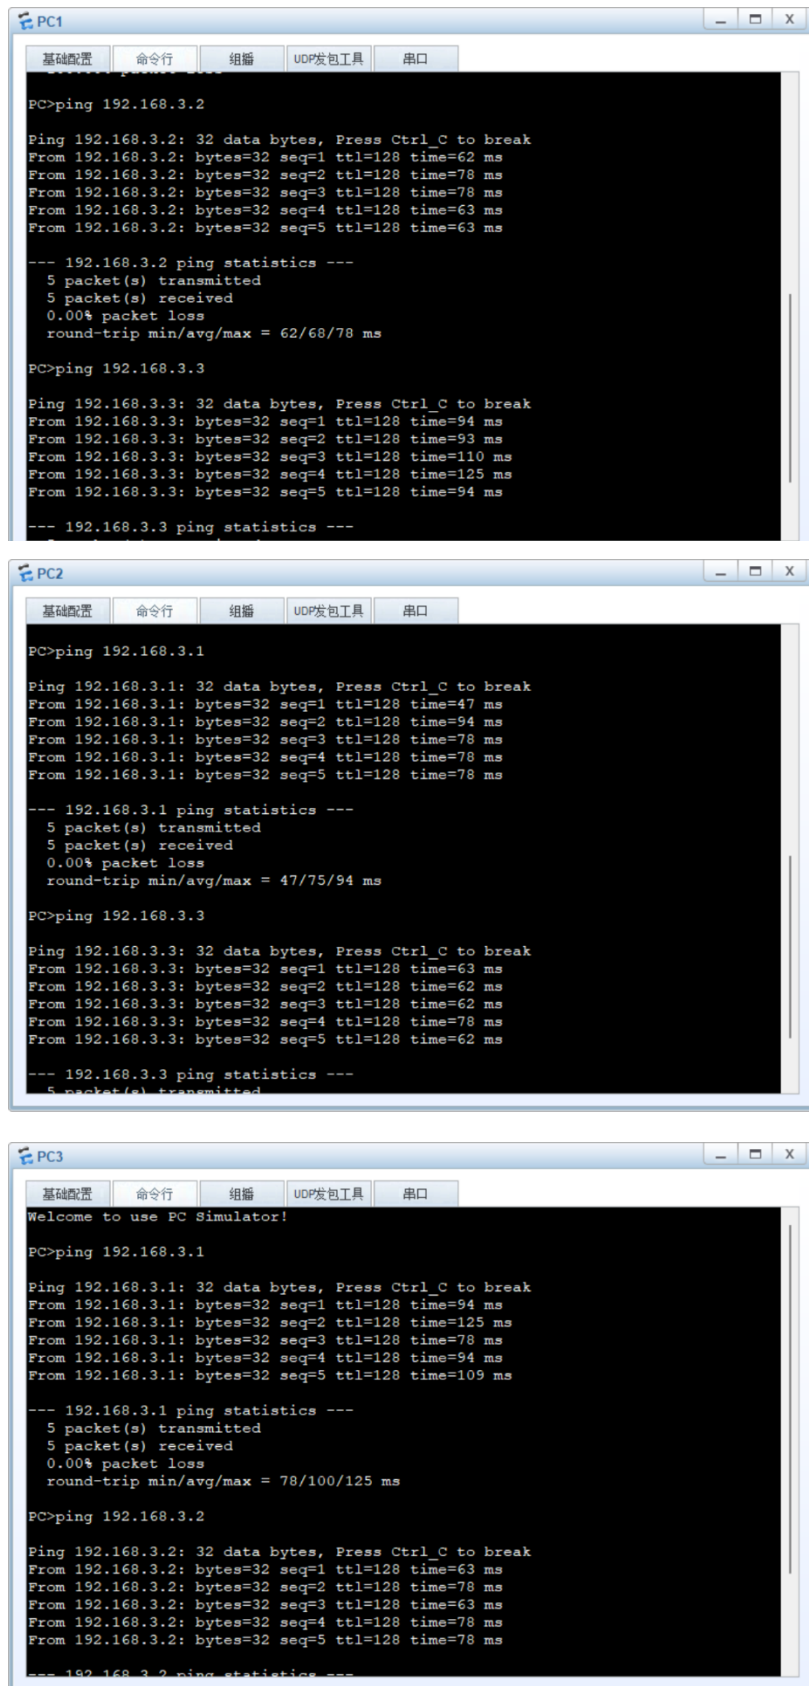 PC1
基础配置 命令行 组播 UDP发包工具 串口
PC>ping 192.168.3.2
Ping 192.168.3.2: 32 data bytes, Press Ctrl_C to break
From 192.168.3.2: bytes=32 seq=1 ttl=128 time=62 ms
From 192.168.3.2: bytes=32 seq=2 ttl=128 time=78 ms
From 192.168.3.2: bytes=32 seq=3 ttl=128 time=78 ms
From 192.168.3.2: bytes=32 seq=4 ttl=128 time=63 ms
From 192.168.3.2: bytes=32 seq=5 ttl=128 time=63 ms
--- 192.168.3.2 ping statistics ---
5 packet(s) transmitted
5 packet(s) received
0.00% packet loss
round-trip min/avg/max = 62/68/78 ms
PC>ping 192.168.3.3
Ping 192.168.3.3: 32 data bytes, Press Ctrl_C to break
From 192.168.3.3: bytes=32 seq=1 ttl=128 time=94 ms
From 192.168.3.3: bytes=32 seq=2 ttl=128 time=93 ms
From 192.168.3.3: bytes=32 seq=3 ttl=128 time=110 ms
From 192.168.3.3: bytes=32 seq=4 ttl=128 time=125 ms
From 192.168.3.3: bytes=32 seq=5 ttl=128 time=94 ms
--- 192.168.3.3 ping statistics ---
PC2
基础配置 命令行 组播 UDP发包工具 串口
PC>ping 192.168.3.1
Ping 192.168.3.1: 32 data bytes, Press Ctrl_C to break
From 192.168.3.1: bytes=32 seq=1 ttl=128 time=47 ms
From 192.168.3.1: bytes=32 seq=2 ttl=128 time=94 ms
From 192.168.3.1: bytes=32 seq=3 ttl=128 time=78 ms
From 192.168.3.1: bytes=32 seq=4 ttl=128 time=78 ms
From 192.168.3.1: bytes=32 seq=5 ttl=128 time=78 ms
--- 192.168.3.1 ping statistics ---
5 packet(s) transmitted
5 packet(s) received
0.00% packet loss
round-trip min/avg/max = 47/75/94 ms
PC>ping 192.168.3.3
Ping 192.168.3.3: 32 data bytes, Press Ctrl_C to break
From 192.168.3.3: bytes=32 seq=1 ttl=128 time=63 ms
From 192.168.3.3: bytes=32 seq=2 ttl=128 time=62 ms
From 192.168.3.3: bytes=32 seq=3 ttl=128 time=62 ms
From 192.168.3.3: bytes=32 seq=4 ttl=128 time=78 ms
From 192.168.3.3: bytes=32 seq=5 ttl=128 time=62 ms
--- 192.168.3.3 ping statistics ---
5 packet(s) transmitted
PC3
基础配置 命令行 组播 UDP发包工具 串口
Welcome to use PC Simulator!
PC>ping 192.168.3.1
Ping 192.168.3.1: 32 data bytes, Press Ctrl_C to break
From 192.168.3.1: bytes=32 seq=1 ttl=128 time=94 ms
From 192.168.3.1: bytes=32 seq=2 ttl=128 time=125 ms
From 192.168.3.1: bytes=32 seq=3 ttl=128 time=78 ms
From 192.168.3.1: bytes=32 seq=4 ttl=128 time=94 ms
From 192.168.3.1: bytes=32 seq=5 ttl=128 time=109 ms
--- 192.168.3.1 ping statistics ---
5 packet(s) transmitted
5 packet(s) received
0.00% packet loss
round-trip min/avg/max = 78/100/125 ms
PC>ping 192.168.3.2
Ping 192.168.3.2: 32 data bytes, Press Ctrl_C to break
From 192.168.3.2: bytes=32 seq=1 ttl=128 time=63 ms
From 192.168.3.2: bytes=32 seq=2 ttl=128 time=78 ms
From 192.168.3.2: bytes=32 seq=3 ttl=128 time=63 ms
From 192.168.3.2: bytes=32 seq=4 ttl=128 time=78 ms
From 192.168.3.2: bytes=32 seq=5 ttl=128 time=78 ms
--- 192.168.3.2 ping statistics ---